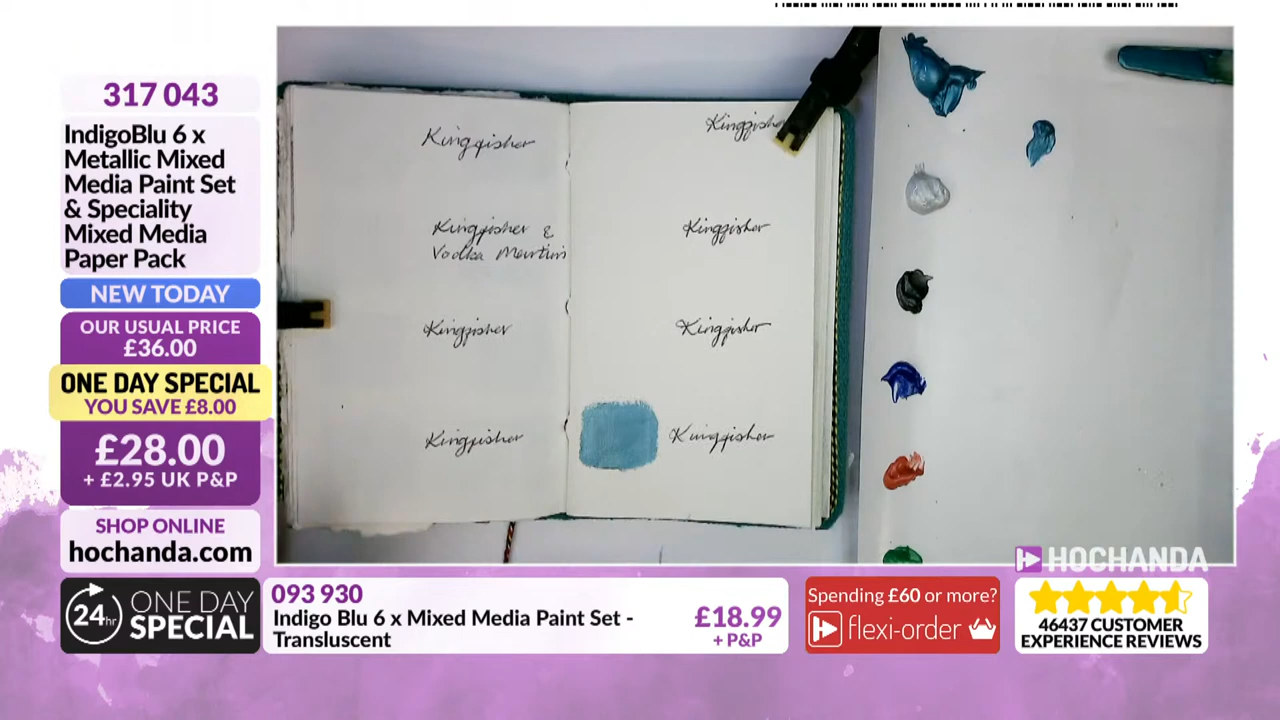 317 043
IndigoBlu 6 x
Metallic Mixed
Media Paint Set
& Speciality
Mixed Media
Paper Pack
NEW TODAY
OUR USUAL PRICE
£36.00
ONE DAY SPECIAL
YOU SAVE £8.00
£28.00
+ £2.95 UK P&P
SHOP ONLINE
hochanda.com
Kingfisher
Kingfisher &
Vodka Martini
Kingfisher
Kingfisher
Kingfisher
Kingfisher
Kingfisher
Kingfisher
HOCHANDA
24hr
ONE DAY
SPECIAL
093 930
Indigo Blu 6 x Mixed Media Paint Set -
Transluscent
£18.99
+ P&P
Spending £60 or more?
flexi-order
46437 CUSTOMER
EXPERIENCE REVIEWS